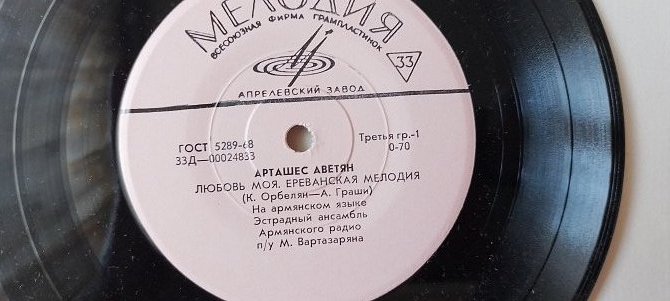 МЕЛОДИЯ
ВСЕСОЮЗНАЯ ФИРМА ГРАМПЛАСТИНОК
33
АПРЕЛЕВСКИЙ ЗАВОД
ГОСТ 5289-68
Третья гр.-1
33Д—00024833
0-70
АРТАШЕС АВЕТЯН
ЛЮБОВЬ МОЯ. ЕРЕВАНСКАЯ МЕЛОДИЯ
(К. Орбелян—А. Граши)
На армянском языке
Эстрадный ансамбль
Армянского радио
п/у М. Вартазаряна